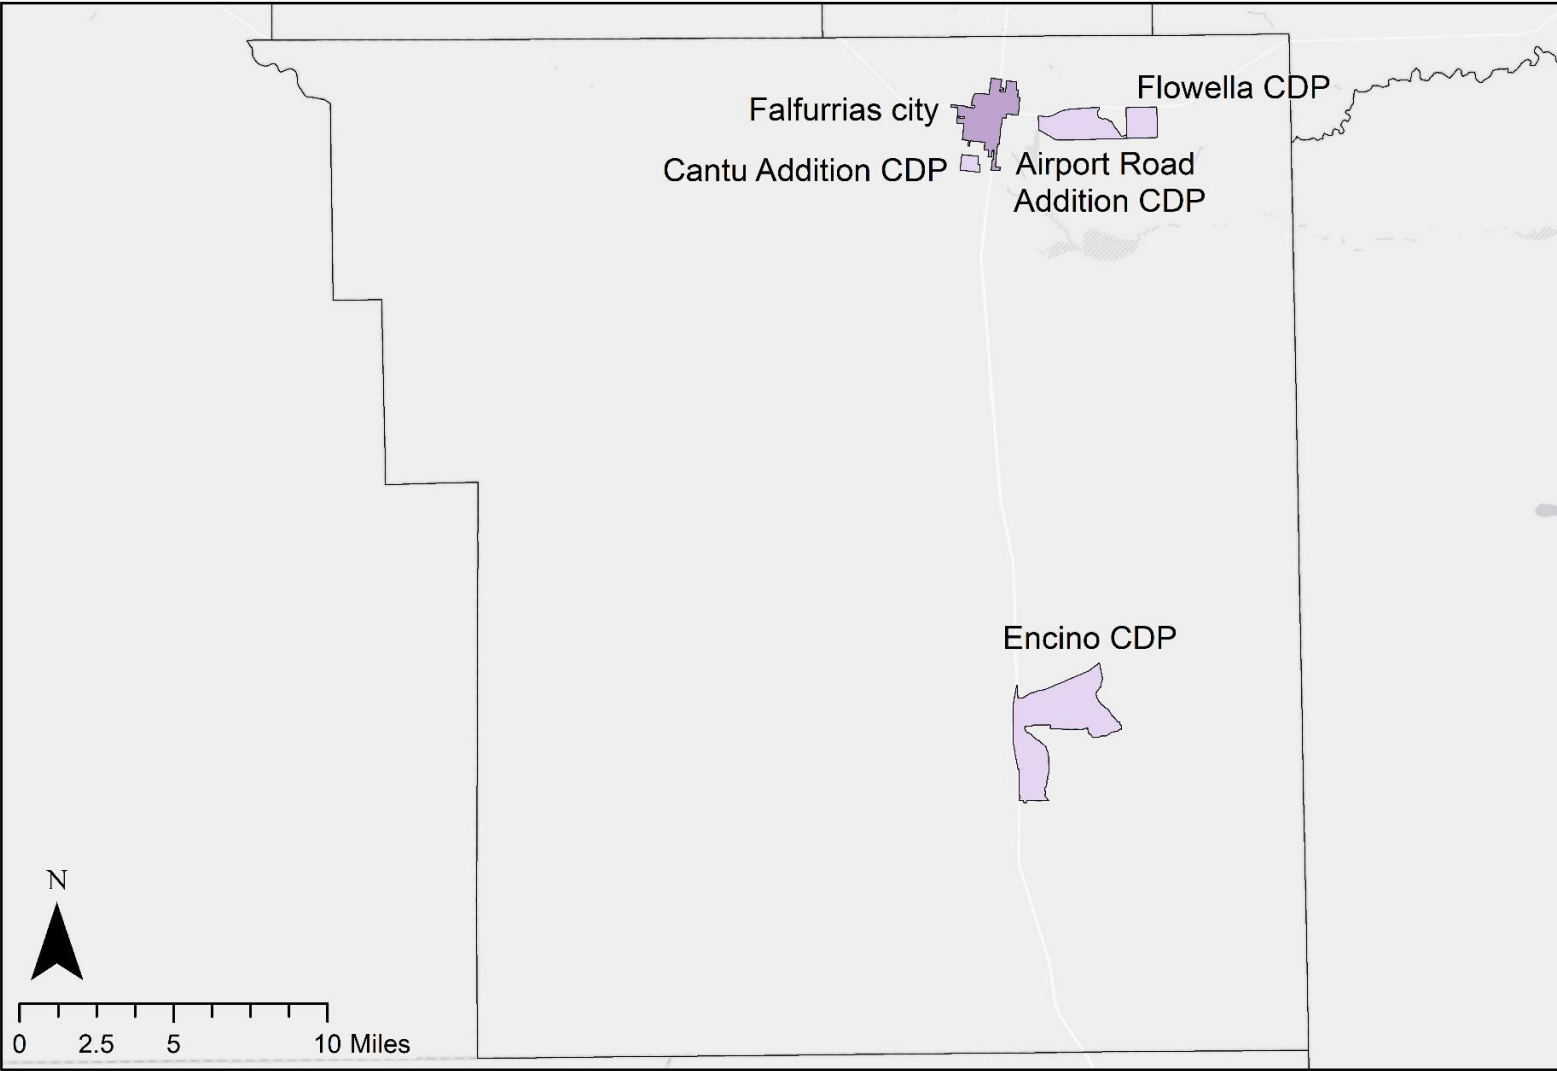 Flowella CDP
Falfurrias city
Cantu Addition CDP
Airport Road
Addition CDP
Encino CDP
N
0 2.5 5 10 Miles